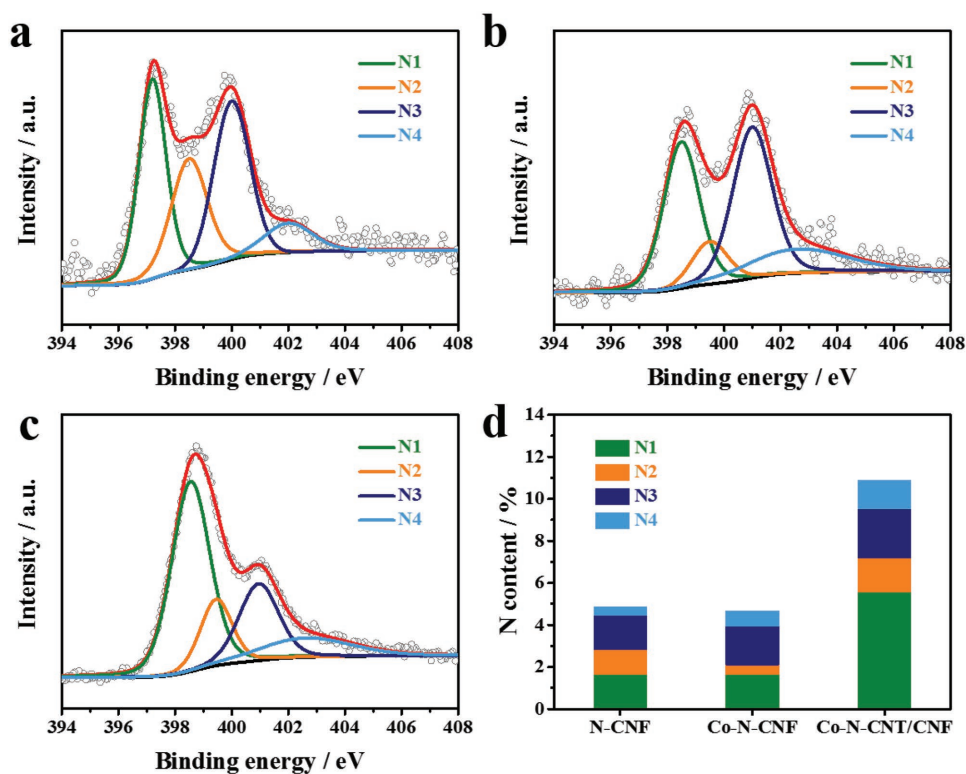 a
N1
N2
N3
N4
Intensity / a.u.
394 396 398 400 402 404 406 408
Binding energy / eV
b
N1
N2
N3
N4
Intensity / a.u.
394 396 398 400 402 404 406 408
Binding energy / eV
c
N1
N2
N3
N4
Intensity / a.u.
394 396 398 400 402 404 406 408
Binding energy / eV
d
N1
N2
N3
N4
N content / %
14
12
10
8
6
4
2
0
N-CNF Co-N-CNF Co-N-CNT/CNF